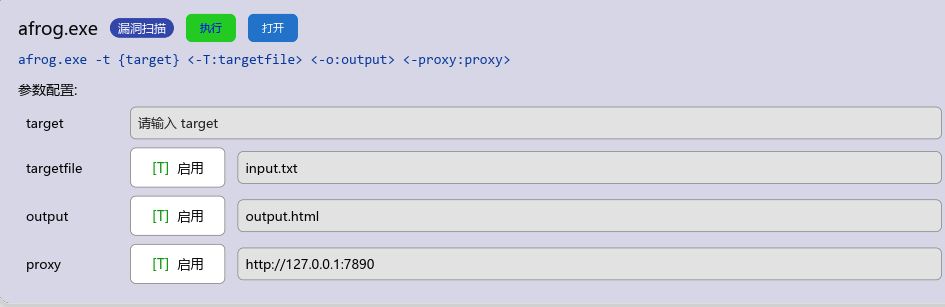 afrog.exe 漏洞扫描 执行 打开
afrog.exe -t {target} <-T:targetfile> <-o:output> <-proxy:proxy>
参数配置:
target 请输入 target
targetfile [T] 启用 input.txt
output [T] 启用 output.html
proxy [T] 启用 http://127.0.0.1:7890